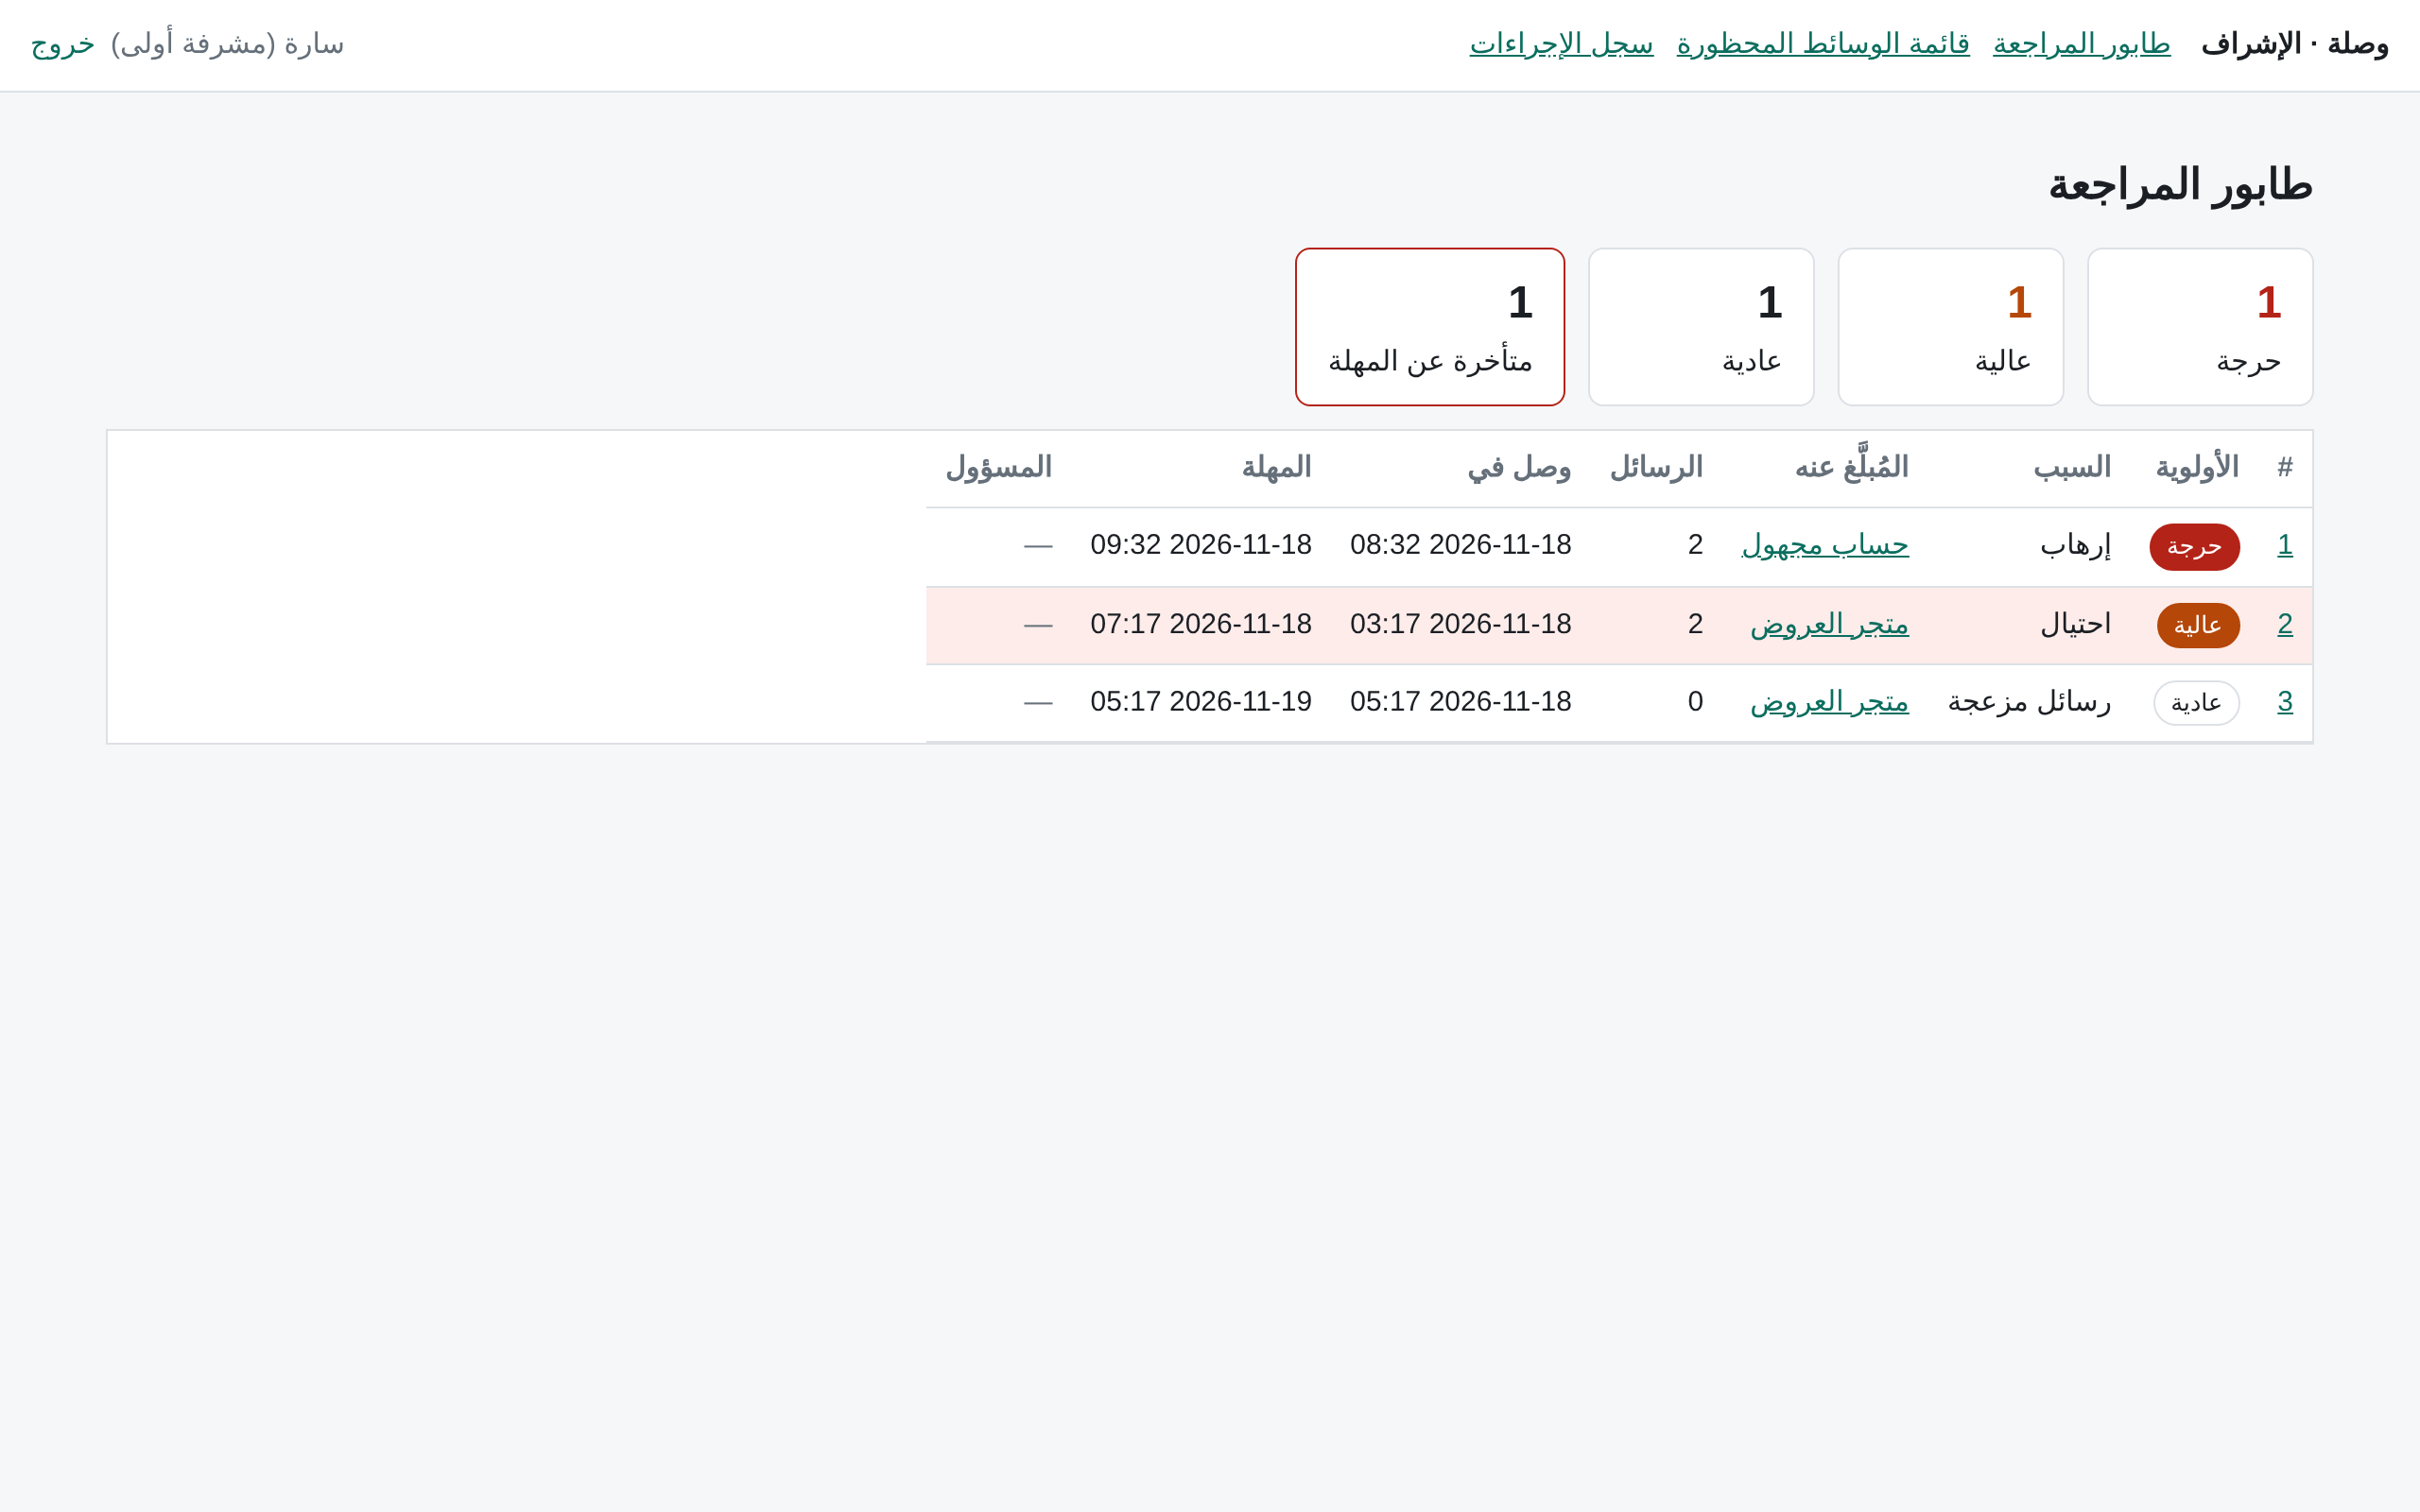 وصلة · الإشراف طابور المراجعة قائمة الوسائط المحظورة سجل الإجراءات سارة (مشرفة أولى) خروج
طابور المراجعة
1 1 1 1
حرجة عالية عادية متأخرة عن المهلة
# الأولوية السبب المُبلَّغ عنه الرسائل وصل في المهلة المسؤول
1 حرجة إرهاب حساب مجهول 2 2026-11-18 08:32 2026-11-18 09:32 —
2 عالية احتيال متجر العروض 2 2026-11-18 03:17 2026-11-18 07:17 —
3 عادية رسائل مزعجة متجر العروض 0 2026-11-18 05:17 2026-11-19 05:17 —